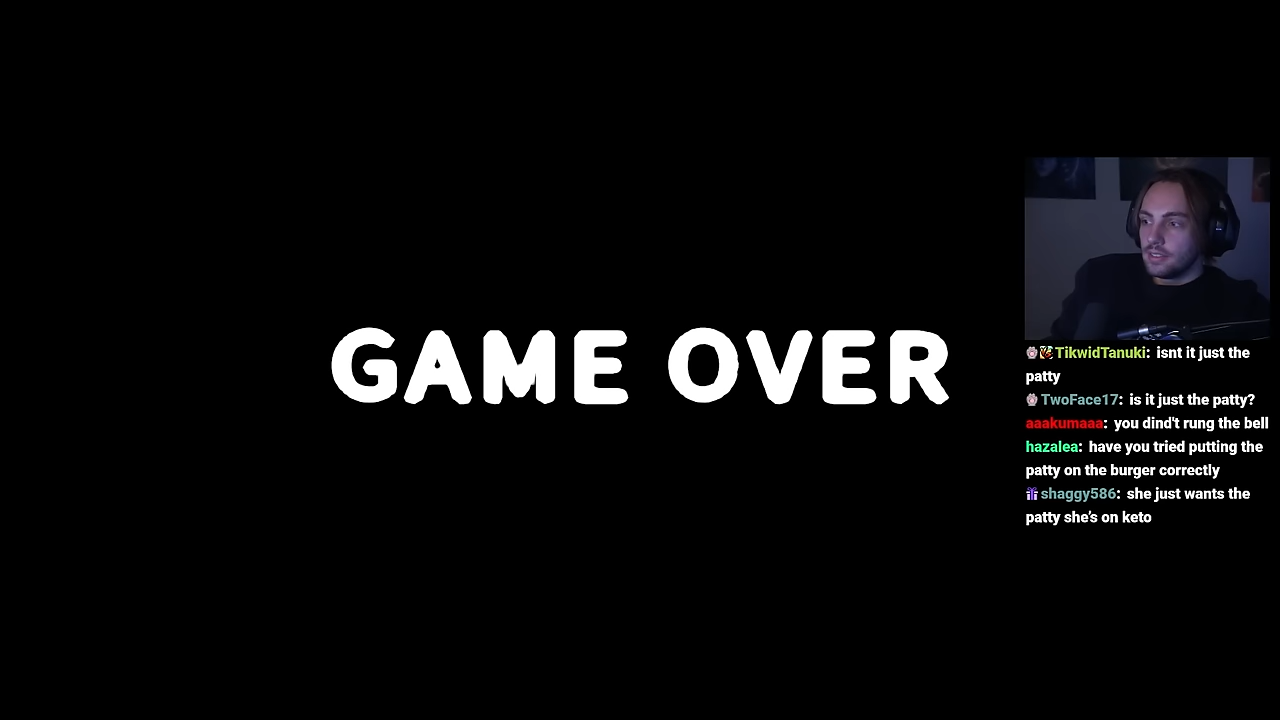 GAME OVER
TikwidTanuki: isnt it just the
patty
TwoFace17: is it just the patty?
aaakumaaa: you dind't rung the bell
hazalea: have you tried putting the
patty on the burger correctly
shaggy586: she just wants the
patty she's on keto